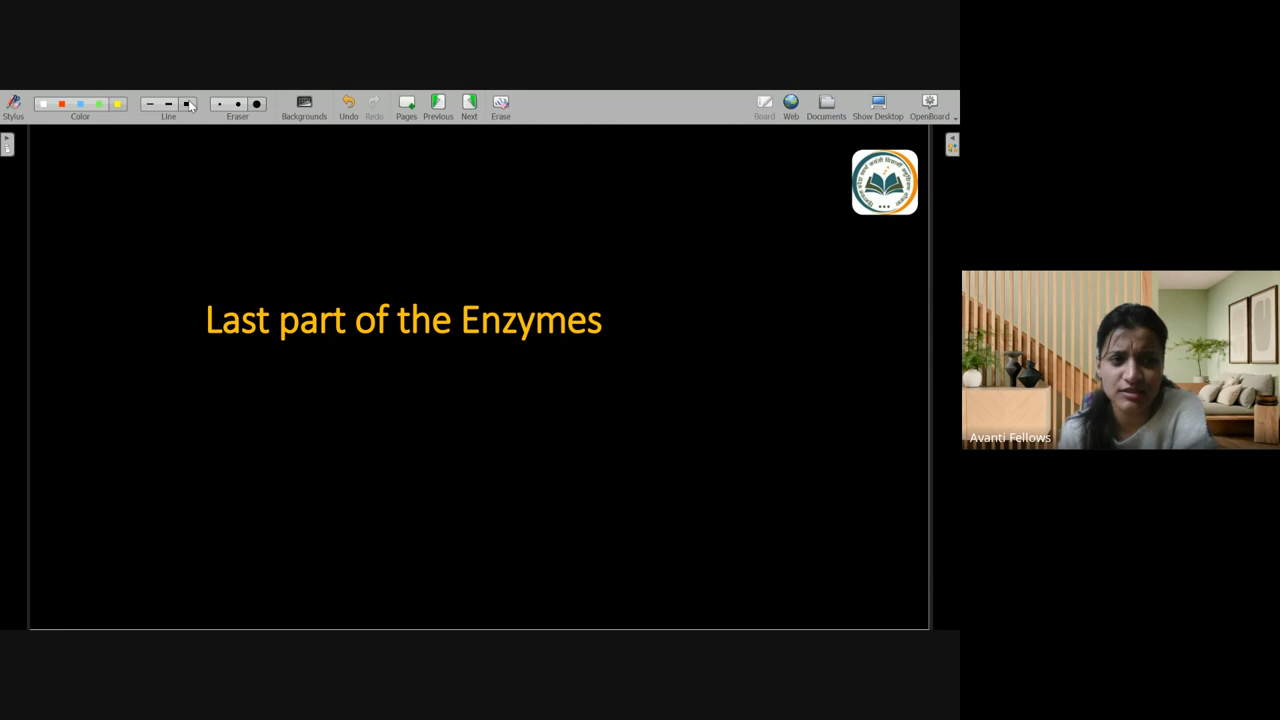 Stylus
Color
Line
Eraser
Backgrounds
Undo
Redo
Pages
Previous
Next
Erase
Board
Web
Documents
Show Desktop
OpenBoard
Last part of the Enzymes
Avanti Fellows